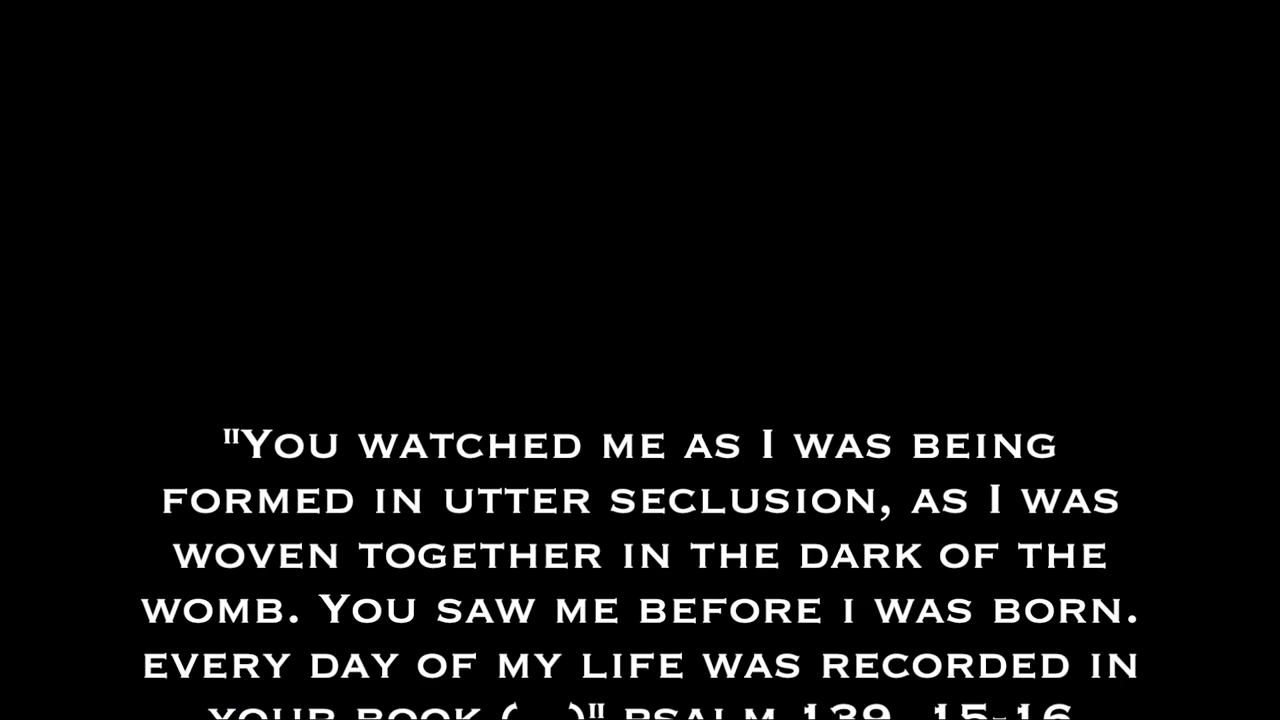 "You watched me as I was being
formed in utter seclusion, as I was
woven together in the dark of the
womb. You saw me before i was born.
every day of my life was recorded in
your book (...)" psalm 139, 15-16